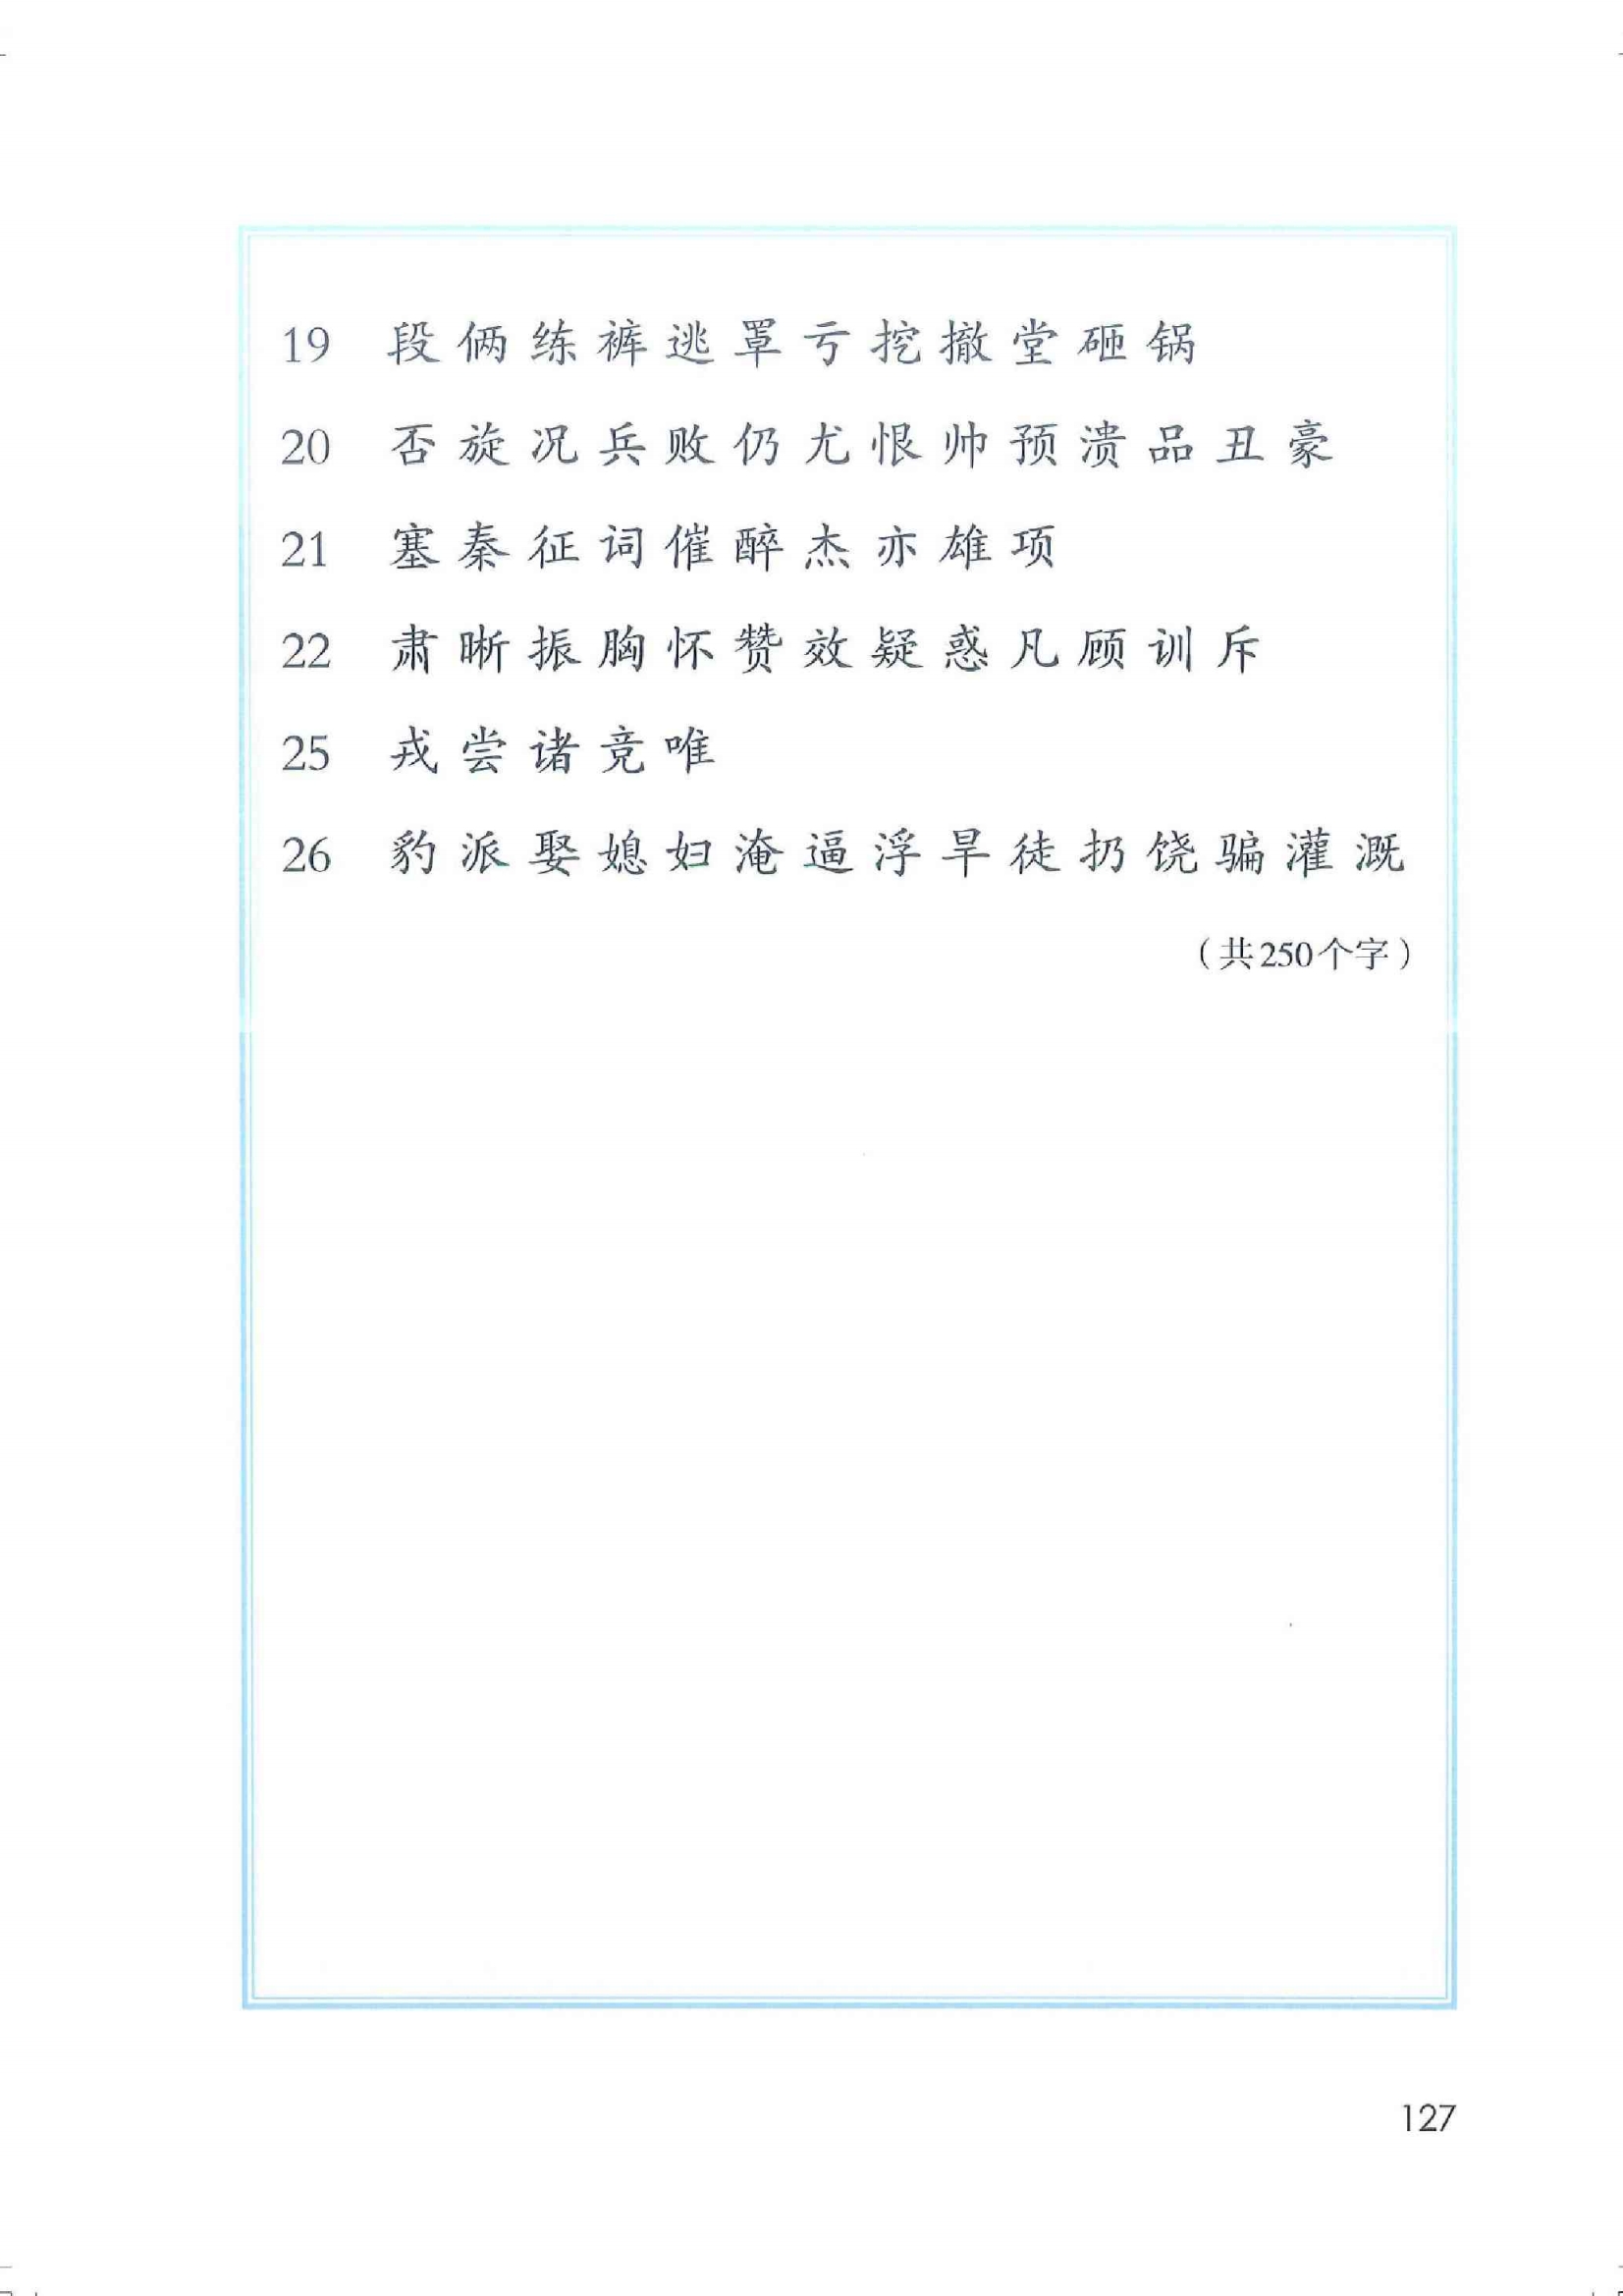 19 段 俩 练 裤 逃 罩 亏 挖 撤 堂 砸 锅
20 否 旋 况 兵 败 仍 尤 恨 帅 预 溃 品 丑 豪
21 塞 秦 征 词 催 醉 杰 亦 雄 项
22 肃 晰 振 胸 怀 赞 效 疑 惑 凡 顾 训 斥
25 戎 尝 诸 竞 唯
26 豹 派 娶 媳 妇 淹 逼 浮 旱 徒 扔 饶 骗 灌 溉
（共250个字）
127